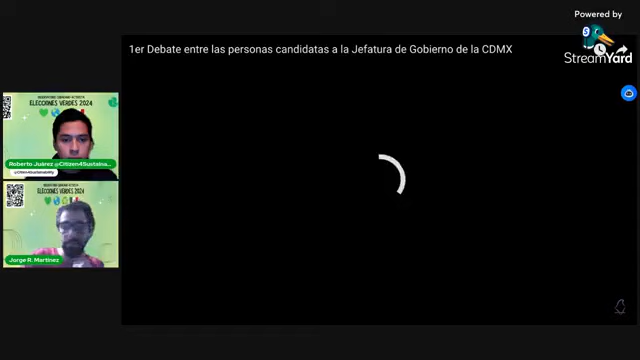 Powered by
StreamYard
1er Debate entre las personas candidatas a la Jefatura de Gobierno de la CDMX
ELECCIONES VERDES 2024
Roberto Juárez @Citizen4Sustaina...
@Citizen4Sustainability
ELECCIONES VERDES 2024
Jorge R. Martínez